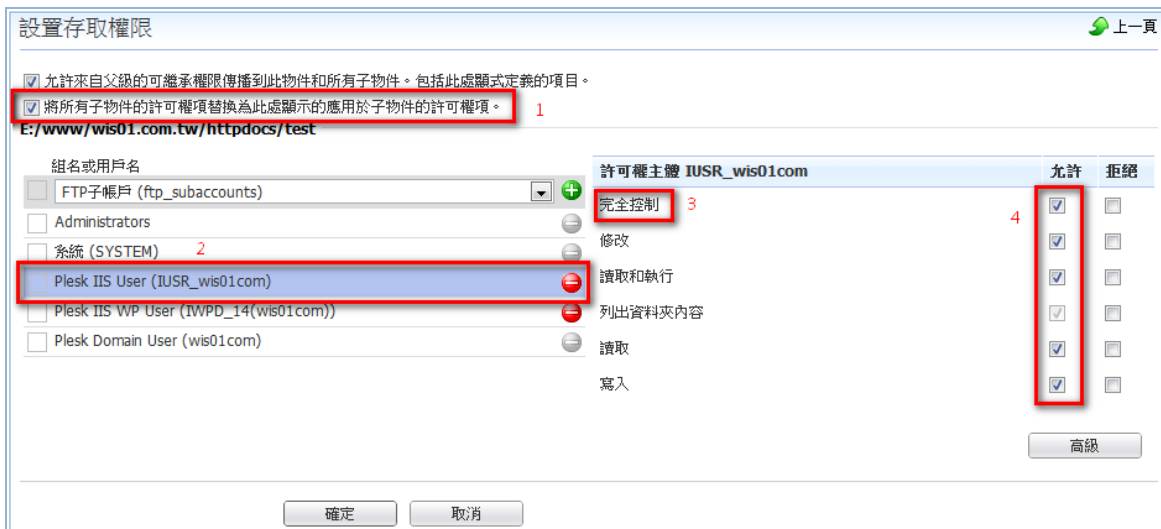 設置存取權限
上一頁
允許來自父級的可繼承權限傳播到此物件和所有子物件。包括此處顯式定義的項目。
將所有子物件的許可權項替換為此處顯示的應用於子物件的許可權項。 1
E:/www/wis01.com.tw/httpdocs/test
組名或用戶名
FTP子帳戶 (ftp_subaccounts)
Administrators
系統 (SYSTEM) 2
Plesk IIS User (IUSR_wis01com)
Plesk IIS WP User (IWPD_14(wis01com))
Plesk Domain User (wis01com)
許可權主體 IUSR_wis01com 允許 拒絕
完全控制 3 4
修改
讀取和執行
列出資料夾內容
讀取
寫入
高級
確定 取消